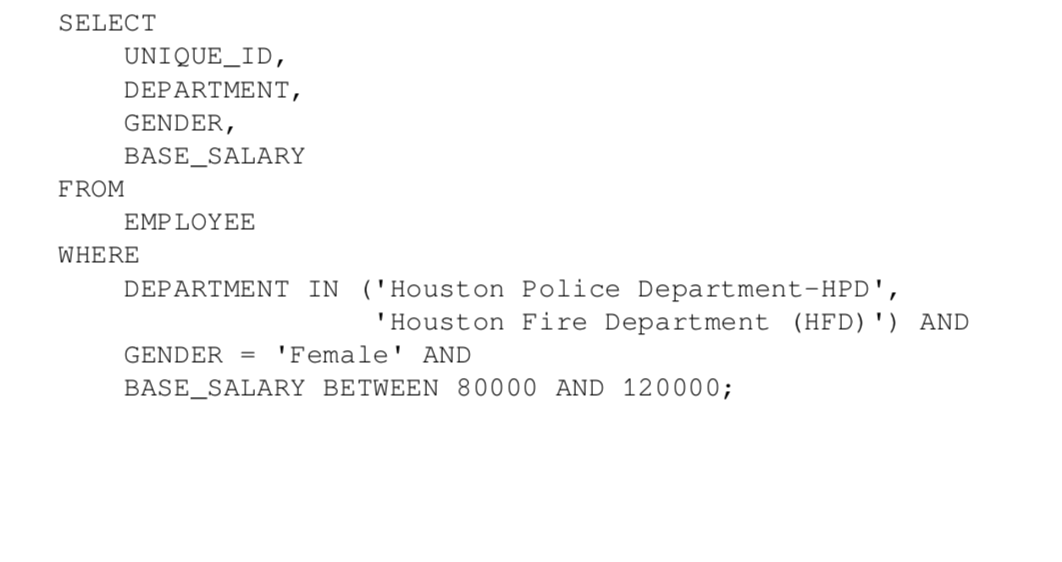 SELECT
UNIQUE_ID,
DEPARTMENT,
GENDER,
BASE_SALARY
FROM
EMPLOYEE
WHERE
DEPARTMENT IN ('Houston Police Department-HPD',
'Houston Fire Department (HFD)') AND
GENDER = 'Female' AND
BASE_SALARY BETWEEN 80000 AND 120000;